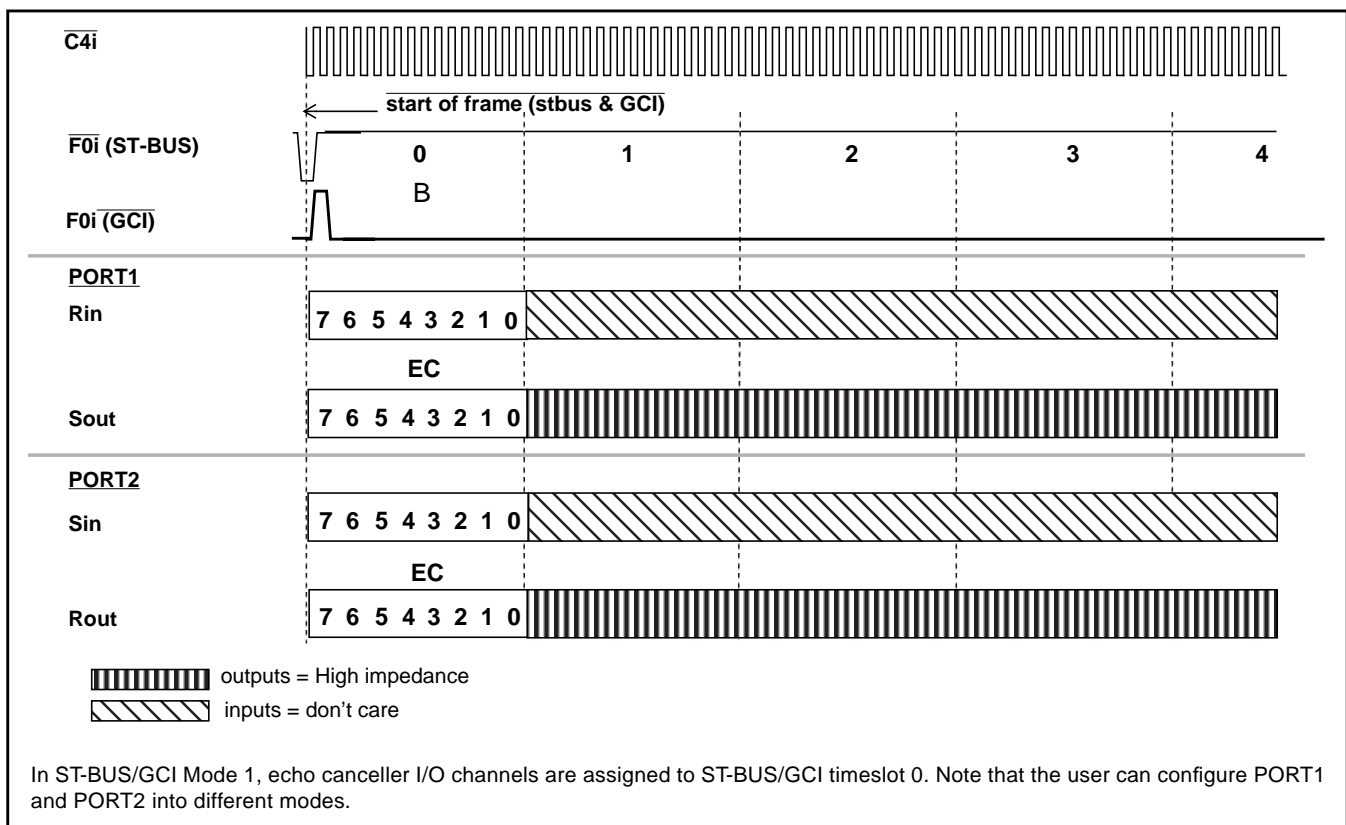 C4i
start of frame (stbus & GCI)
F0i (ST-BUS)
0 1 2 3 4
B
F0i (GCI)
PORT1
Rin
7 6 5 4 3 2 1 0
EC
Sout
7 6 5 4 3 2 1 0
PORT2
Sin
7 6 5 4 3 2 1 0
EC
Rout
7 6 5 4 3 2 1 0
outputs = High impedance
inputs = don't care
In ST-BUS/GCI Mode 1, echo canceller I/O channels are assigned to ST-BUS/GCI timeslot 0. Note that the user can configure PORT1
and PORT2 into different modes.